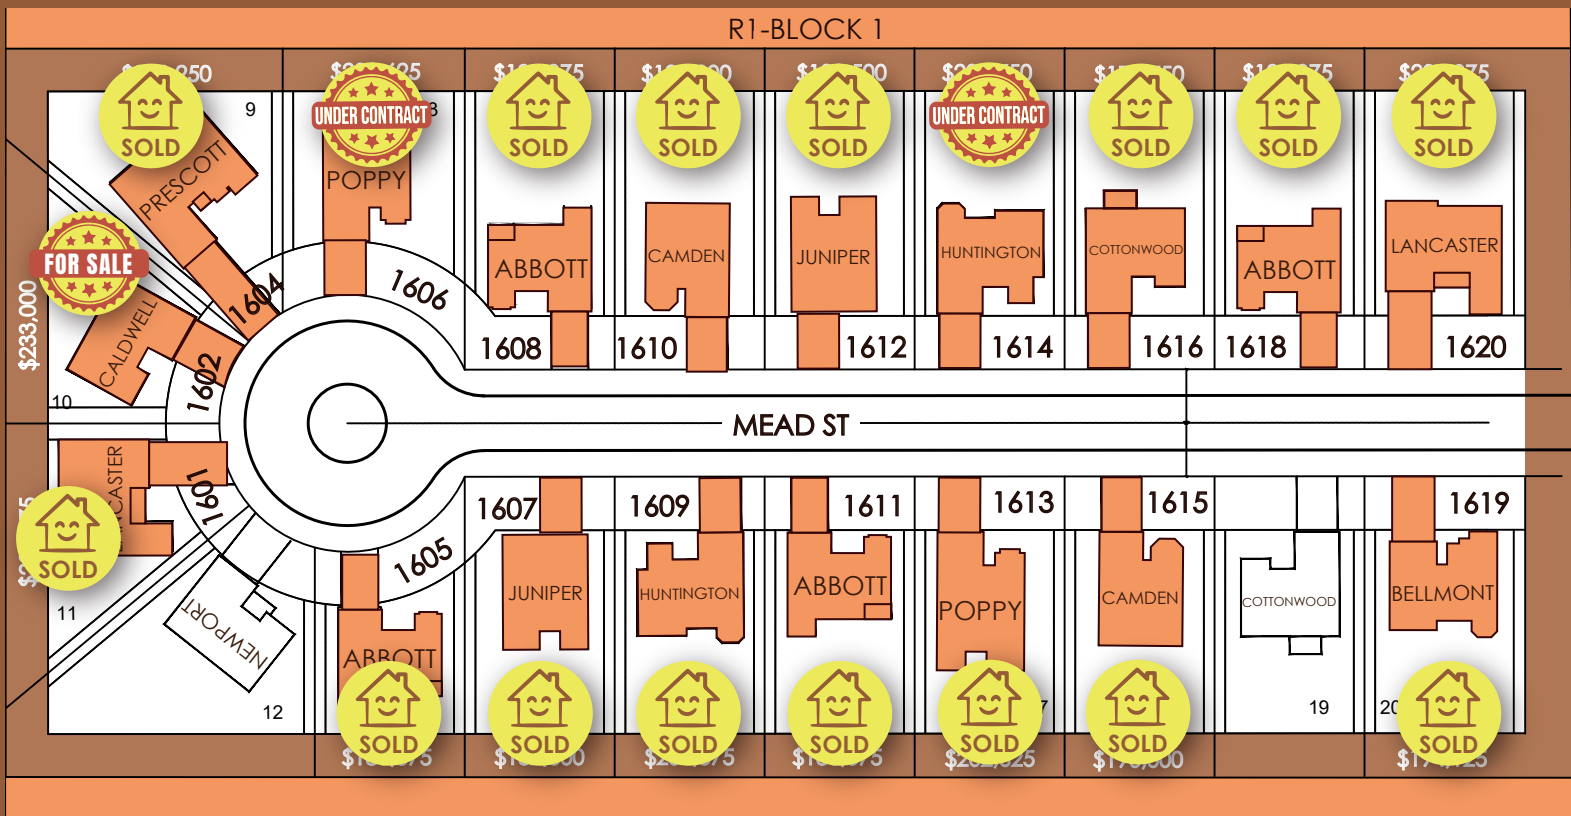 R1-BLOCK 1
SOLD
UNDER CONTRACT
SOLD
SOLD
SOLD
UNDER CONTRACT
SOLD
SOLD
SOLD
9
PRESCOTT
POPPY
ABBOTT
CAMDEN
JUNIPER
HUNTINGTON
COTTONWOOD
ABBOTT
LANCASTER
FOR SALE
$233,000
CALDWELL
10
1604
1606
1602
1608
1610
1612
1614
1616
1618
1620
MEAD ST
1601
1605
1607
1609
1611
1613
1615
1619
SOLD
11
NEWPORT
12
ABBOTT
JUNIPER
HUNTINGTON
ABBOTT
POPPY
CAMDEN
COTTONWOOD
BELLMONT
19
20
SOLD
SOLD
SOLD
SOLD
SOLD
SOLD
SOLD